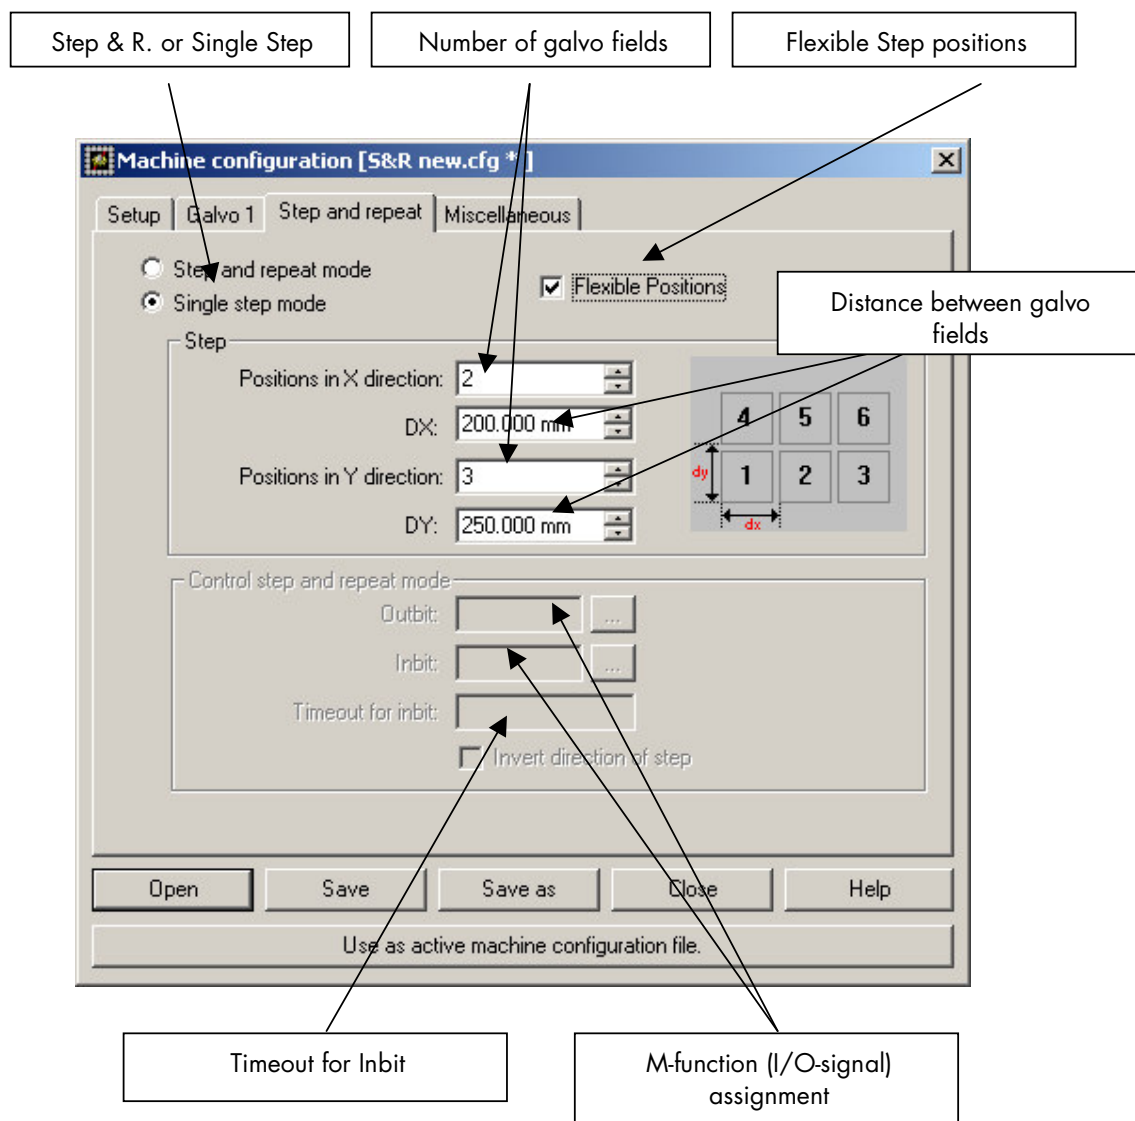 Step & R. or Single Step
Number of galvo fields
Flexible Step positions
Machine configuration [S&R new.cfg *]
Setup
Galvo 1
Step and repeat
Miscellaneous
Step and repeat mode
Single step mode
Flexible Positions
Distance between galvo
fields
Step
Positions in X direction: 2
DX: 200.000 mm
Positions in Y direction: 3
DY: 250.000 mm
4 5 6
dy 1 2 3
dx
Control step and repeat mode
Outbit: ...
Inbit: ...
Timeout for inbit:
Invert direction of step
Open
Save
Save as
Close
Help
Use as active machine configuration file.
Timeout for Inbit
M-function (I/O-signal)
assignment